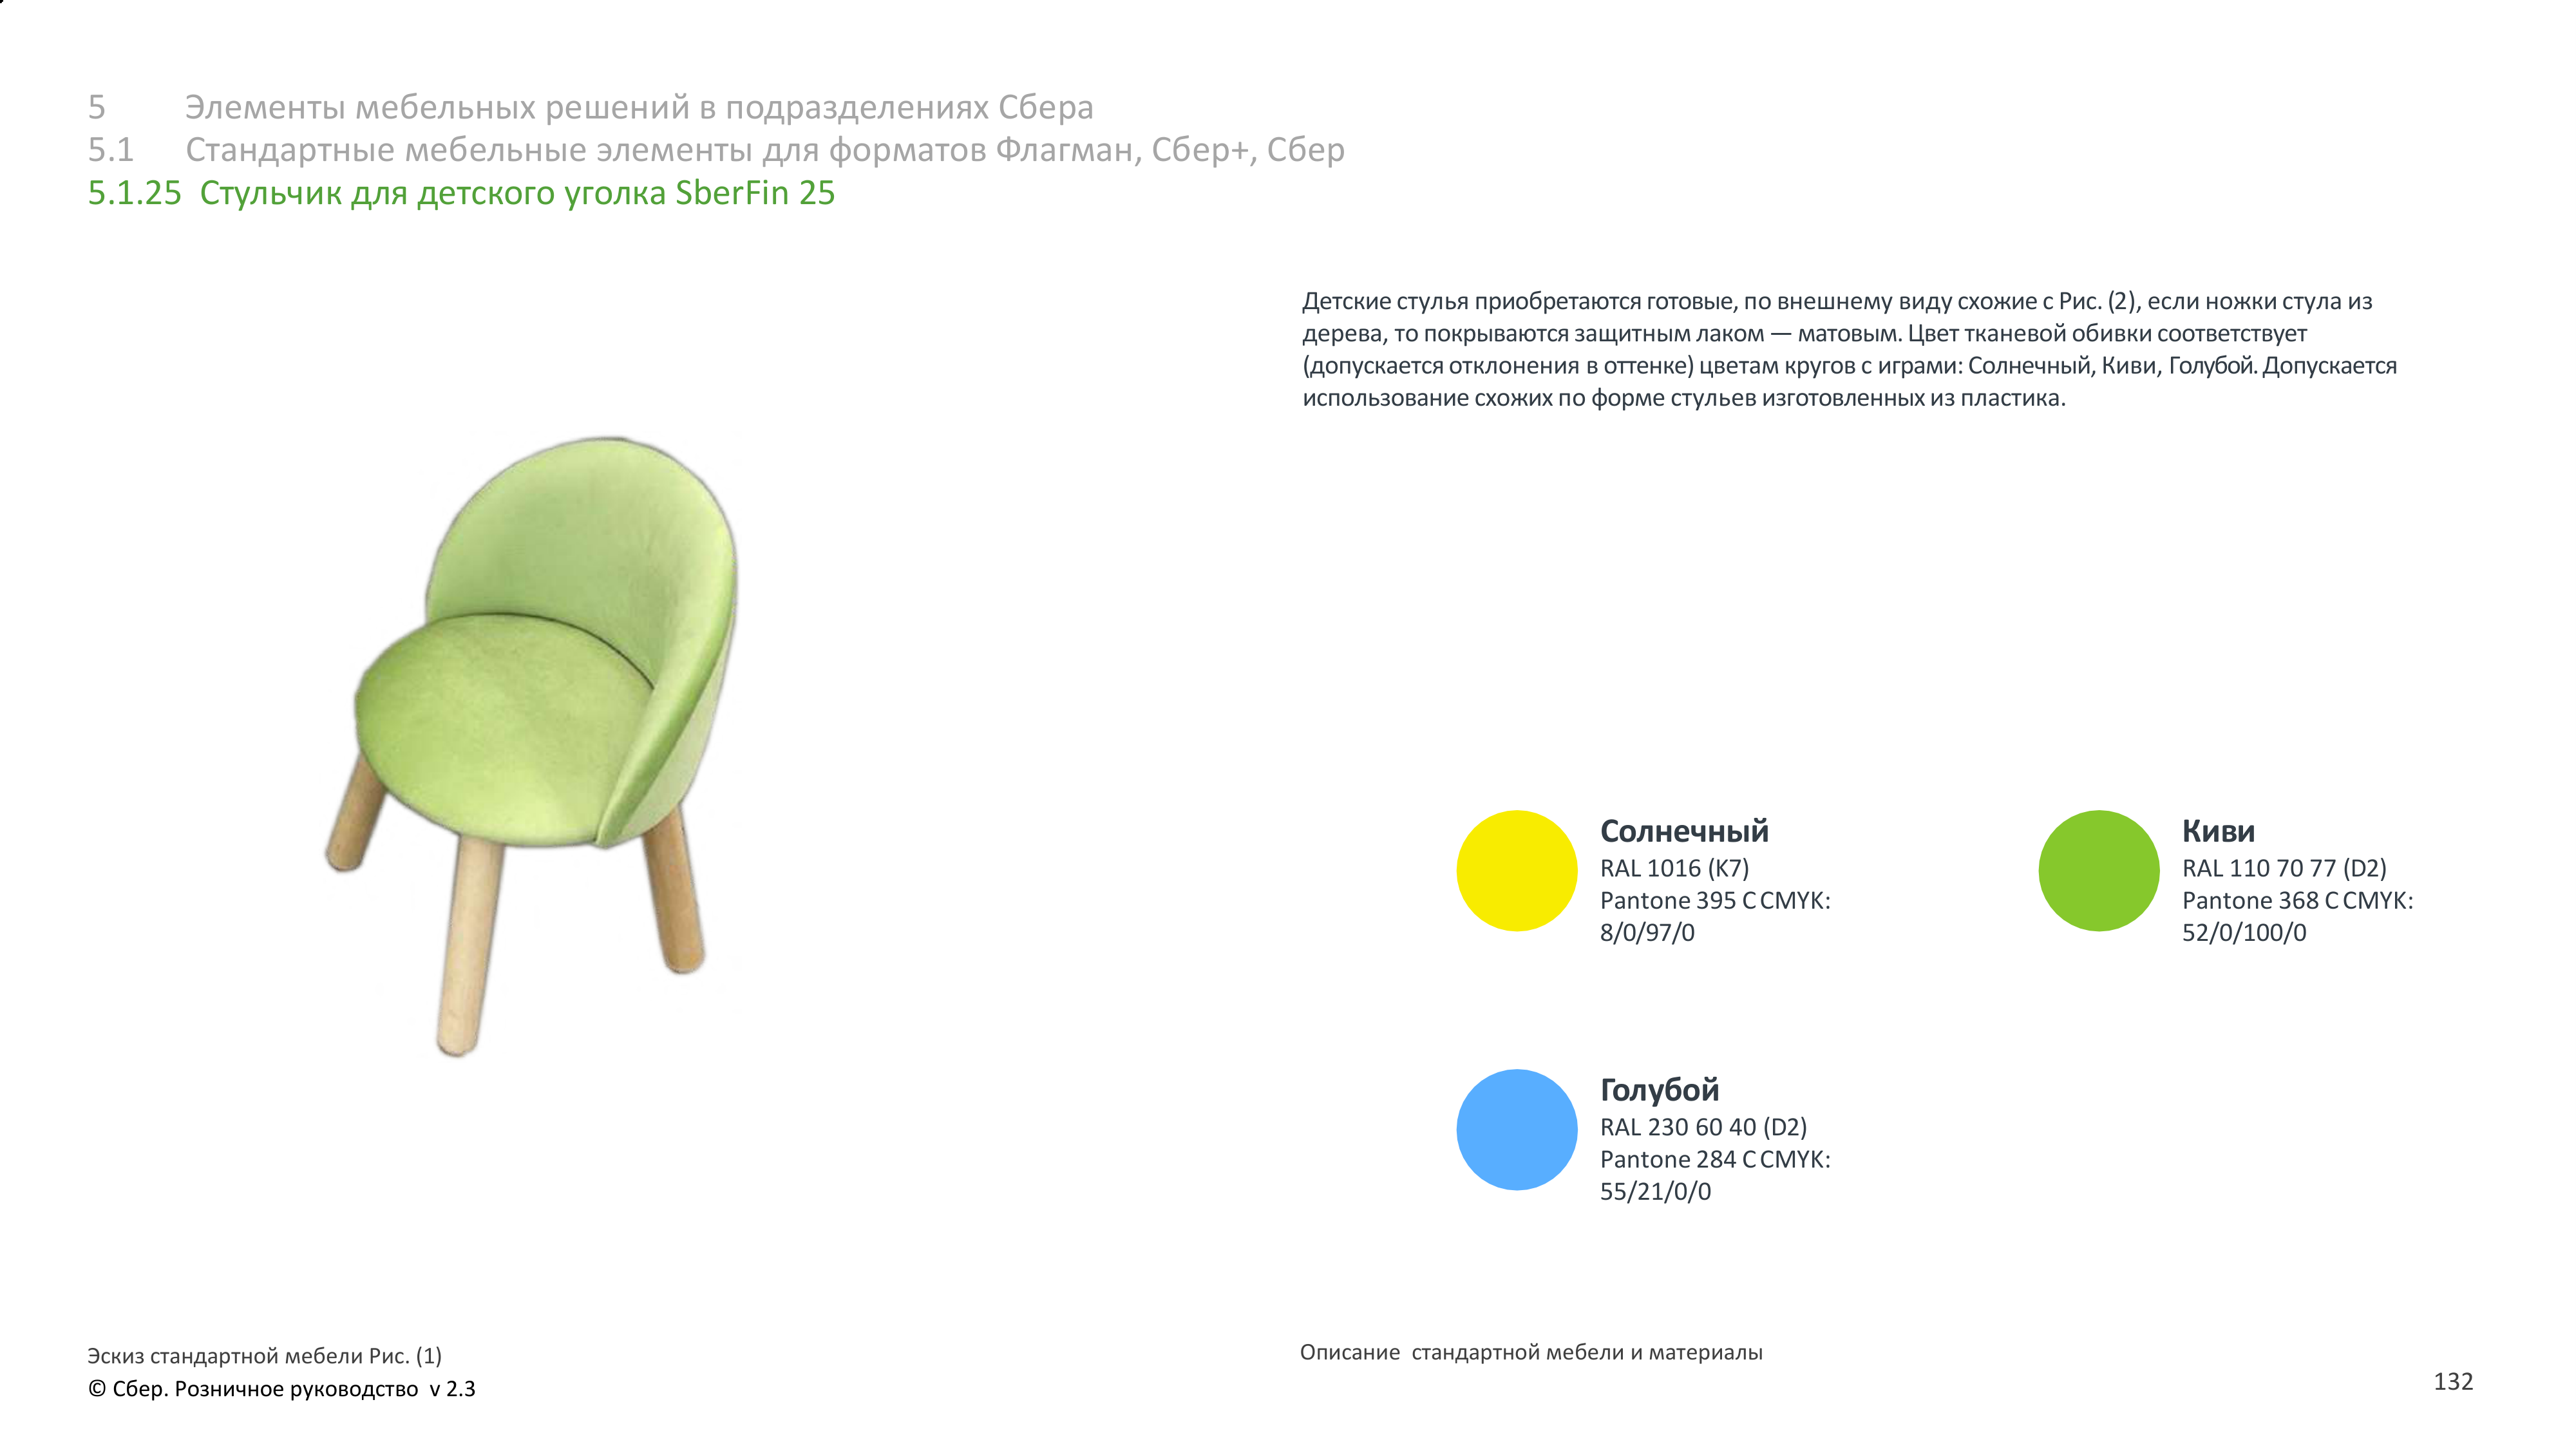 5 Элементы мебельных решений в подразделениях Сбера
5.1 Стандартные мебельные элементы для форматов Флагман, Сбер+, Сбер
5.1.25 Стульчик для детского уголка SberFin 25
Детские стулья приобретаются готовые, по внешнему виду схожие с Рис. (2), если ножки стула из
дерева, то покрываются защитным лаком — матовым. Цвет тканевой обивки соответствует
(допускается отклонения в оттенке) цветам кругов с играми: Солнечный, Киви, Голубой. Допускается
использование схожих по форме стульев изготовленных из пластика.
Солнечный
RAL 1016 (K7)
Pantone 395 C CMYK:
8/0/97/0
Киви
RAL 110 70 77 (D2)
Pantone 368 C CMYK:
52/0/100/0
Голубой
RAL 230 60 40 (D2)
Pantone 284 C CMYK:
55/21/0/0
Эскиз стандартной мебели Рис. (1)
Описание стандартной мебели и материалы
© Сбер. Розничное руководство v 2.3
132